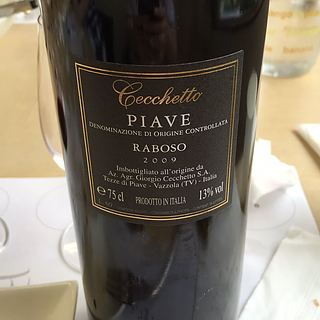 Cecchetto
PIAVE
DENOMINAZIONE DI ORIGINE CONTROLLATA
RABOSO
2009
Imbottigliato all'origine da
Az. Agr. Giorgio Cecchetto S.A.
Terre di Piave - Vazzola (TV) - Italia
e 75 cl PRODOTTO IN ITALIA 13% vol